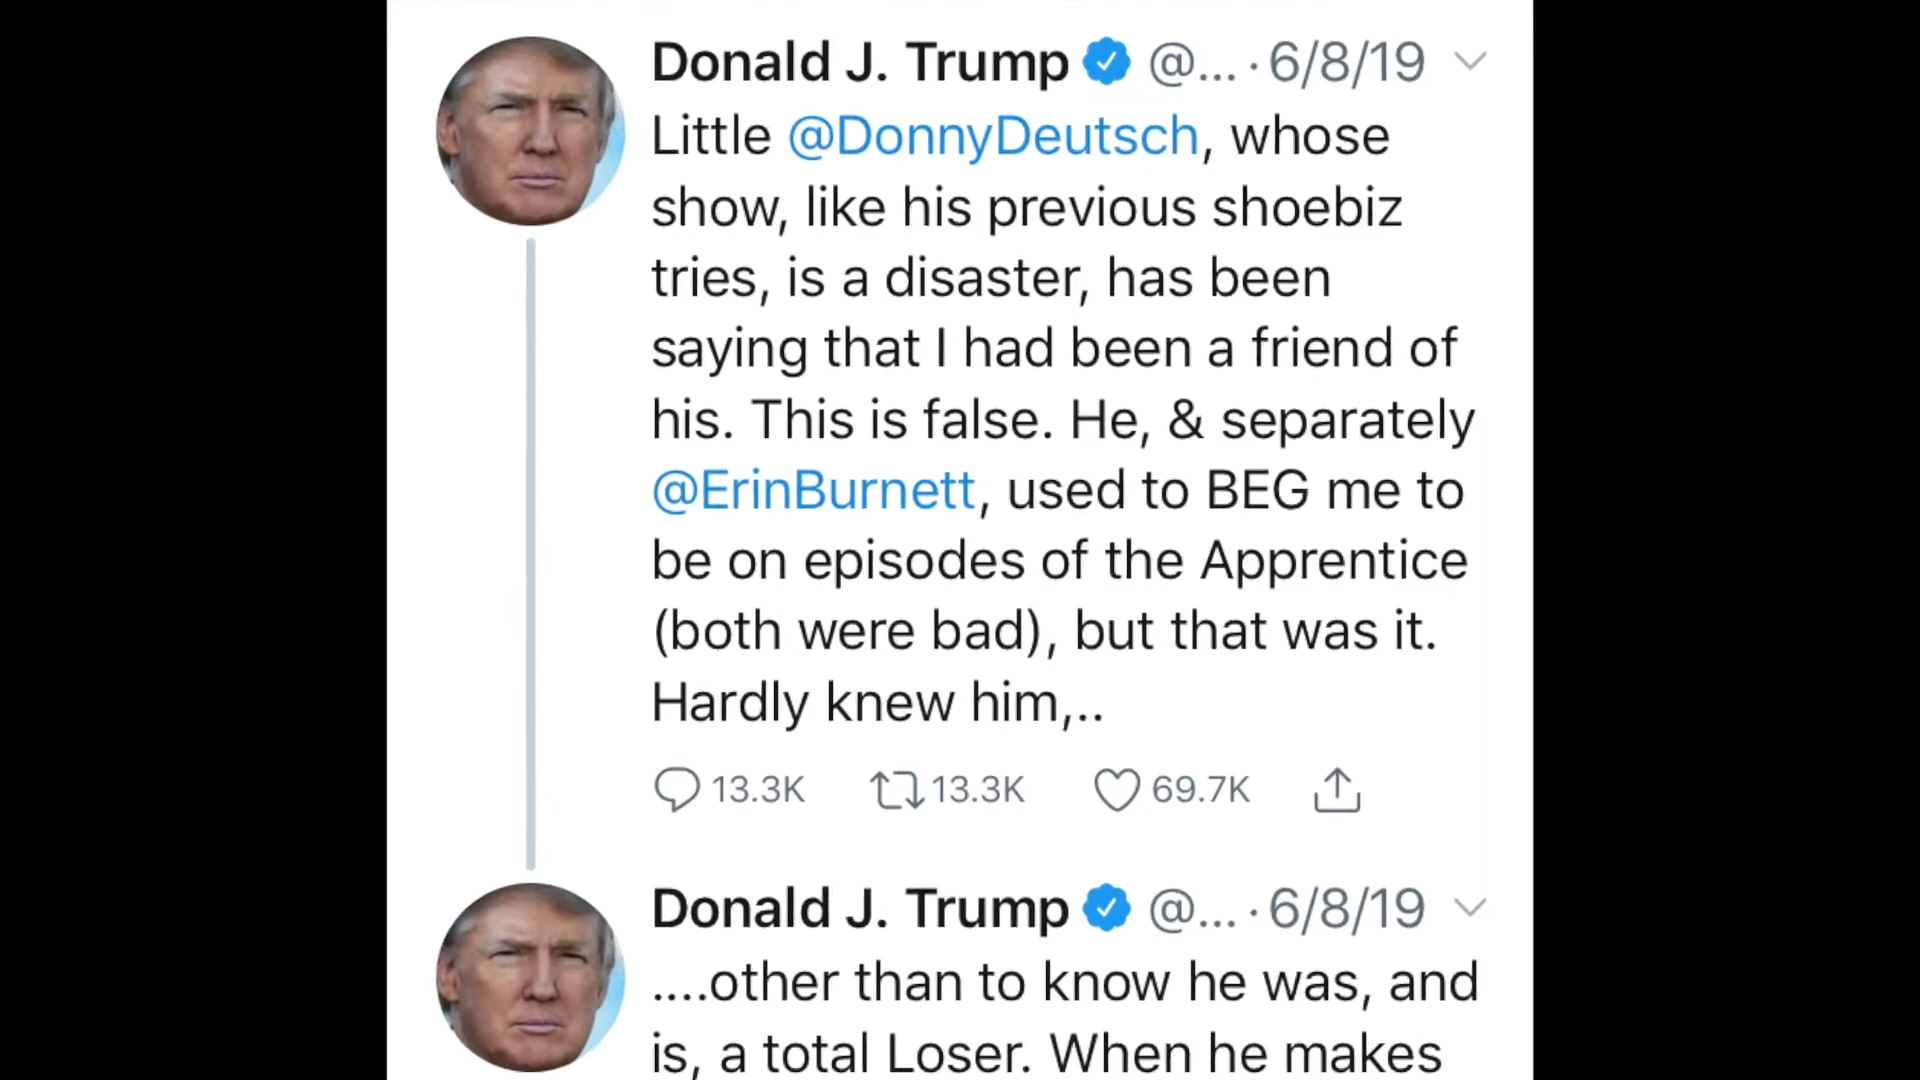 Donald J. Trump @... · 6/8/19
Little @DonnyDeutsch, whose
show, like his previous shoebiz
tries, is a disaster, has been
saying that I had been a friend of
his. This is false. He, & separately
@ErinBurnett, used to BEG me to
be on episodes of the Apprentice
(both were bad), but that was it.
Hardly knew him,..
13.3K 13.3K 69.7K
Donald J. Trump @... · 6/8/19
....other than to know he was, and
is, a total Loser. When he makes